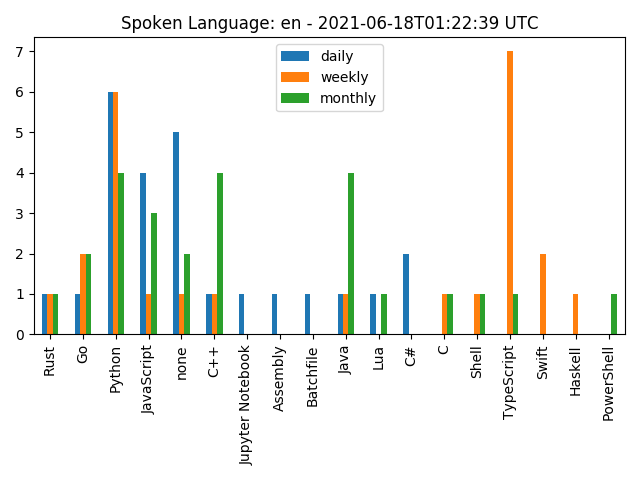 Spoken Language: en - 2021-06-18T01:22:39 UTC
daily
weekly
monthly
7
6
5
4
3
2
1
0
Rust
Go
Python
JavaScript
none
C++
Jupyter Notebook
Assembly
Batchfile
Java
Lua
C#
C
Shell
TypeScript
Swift
Haskell
PowerShell